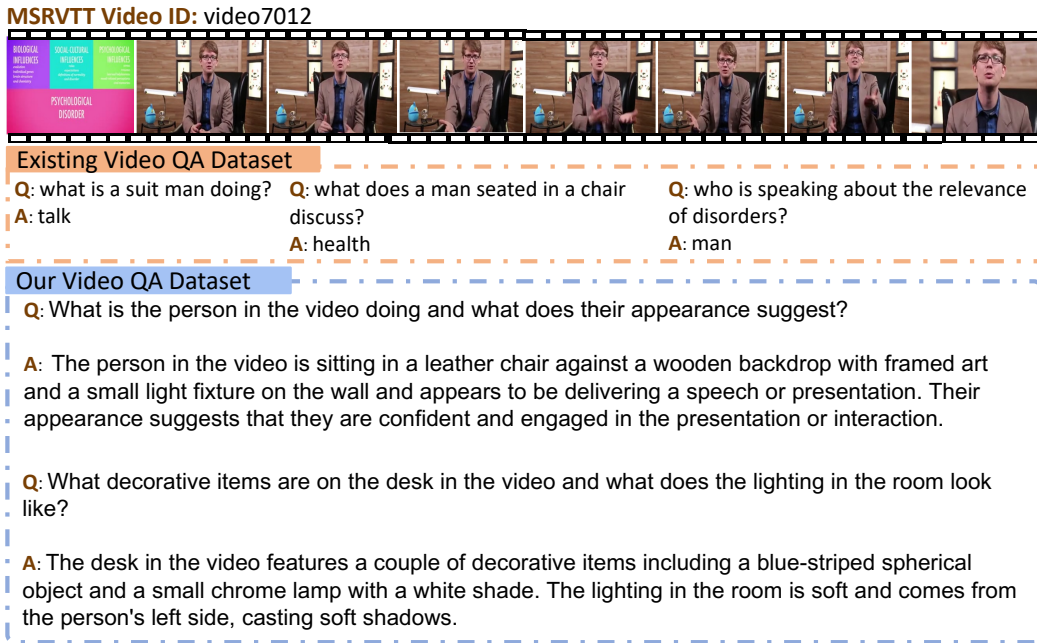 MSRVTT Video ID: video7012
BIOLOGICAL
INFLUENCES
SOCIAL-CULTURAL
INFLUENCES
PSYCHOLOGICAL
INFLUENCES
PSYCHOLOGICAL
DISORDER
Existing Video QA Dataset
Q: what is a suit man doing?
A: talk
Q: what does a man seated in a chair
discuss?
A: health
Q: who is speaking about the relevance
of disorders?
A: man
Our Video QA Dataset
Q: What is the person in the video doing and what does their appearance suggest?
A: The person in the video is sitting in a leather chair against a wooden backdrop with framed art
and a small light fixture on the wall and appears to be delivering a speech or presentation. Their
appearance suggests that they are confident and engaged in the presentation or interaction.
Q: What decorative items are on the desk in the video and what does the lighting in the room look
like?
A: The desk in the video features a couple of decorative items including a blue-striped spherical
object and a small chrome lamp with a white shade. The lighting in the room is soft and comes from
the person's left side, casting soft shadows.